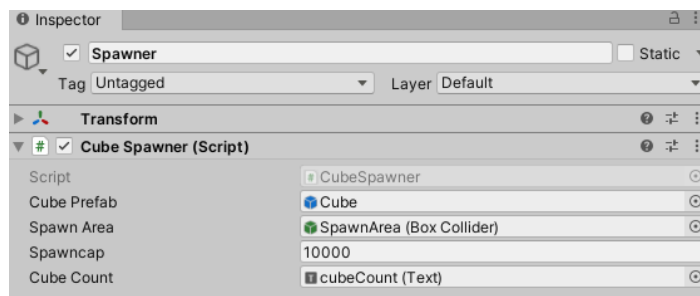 Inspector
Spawner Static
Tag Untagged Layer Default
Transform
# Cube Spawner (Script)
Script # CubeSpawner
Cube Prefab Cube
Spawn Area SpawnArea (Box Collider)
Spawncap 10000
Cube Count T cubeCount (Text)